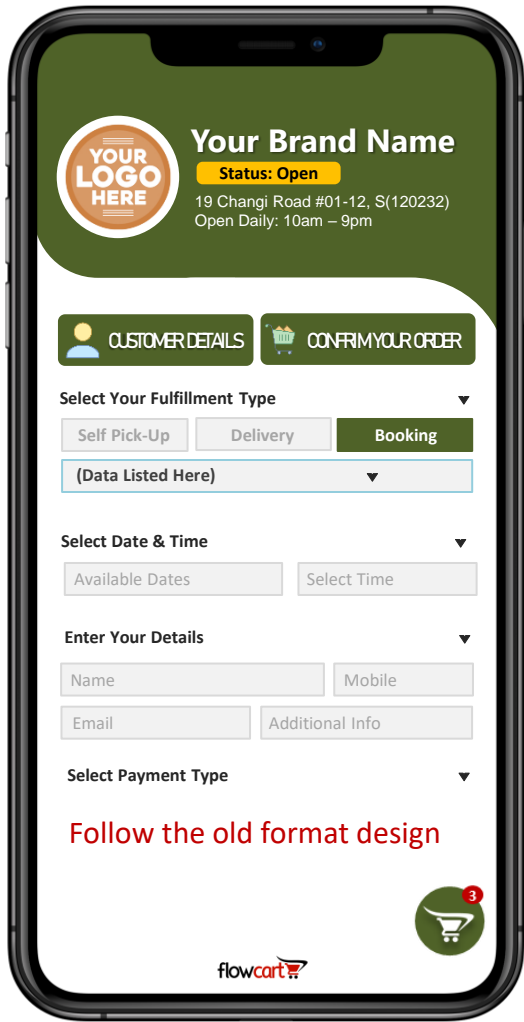 YOUR
LOGO
HERE
Your Brand Name
Status: Open
19 Changi Road #01-12, S(120232)
Open Daily: 10am – 9pm
CUSTOMER DETAILS
CONFRIM YOUR ORDER
Select Your Fulfillment Type
Self Pick-Up
Delivery
Booking
(Data Listed Here)
Select Date & Time
Available Dates
Select Time
Enter Your Details
Name
Mobile
Email
Additional Info
Select Payment Type
Follow the old format design
3
flowcart